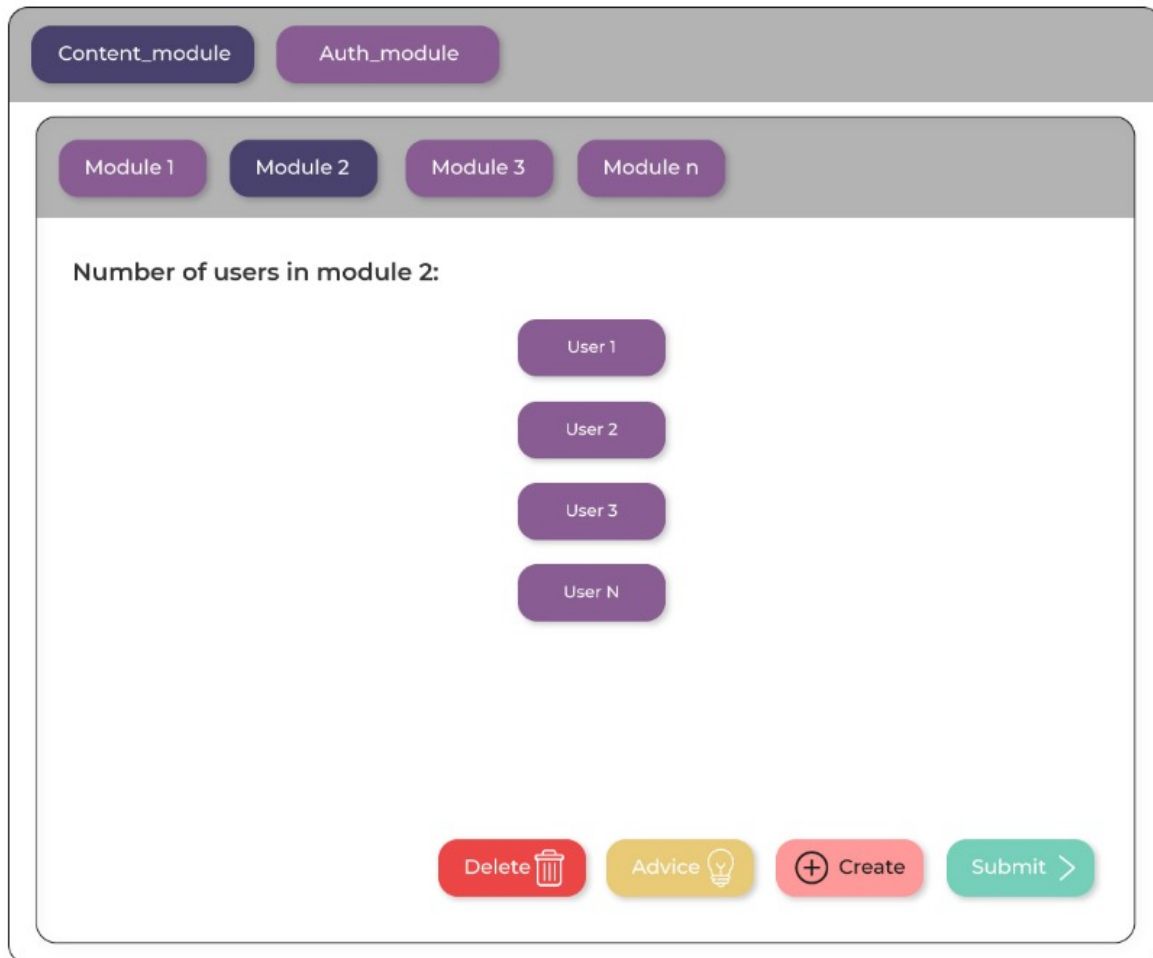 Content_module Auth_module
Module 1 Module 2 Module 3 Module n
Number of users in module 2:
User 1
User 2
User 3
User N
Delete Advice Create Submit